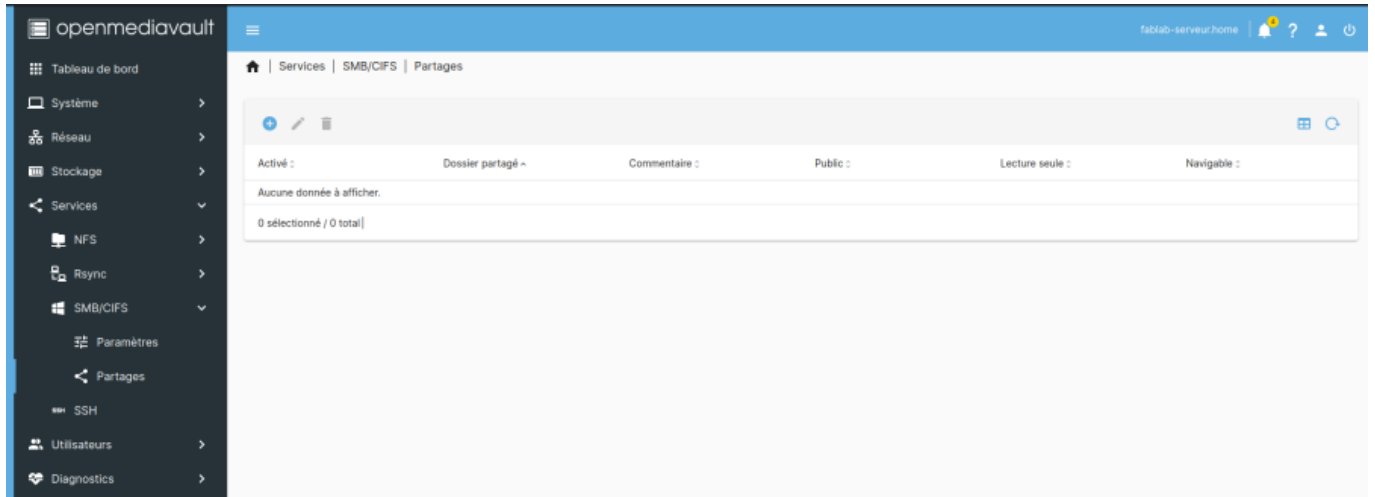 openmediavault
fablab-serveur.home
4
?
Tableau de bord
Système
Réseau
Stockage
Services
NFS
Rsync
SMB/CIFS
Paramètres
Partages
SSH
Utilisateurs
Diagnostics
| Services | SMB/CIFS | Partages
Activé Dossier partagé Commentaire Public Lecture seule Navigable
Aucune donnée à afficher.
0 sélectionné / 0 total